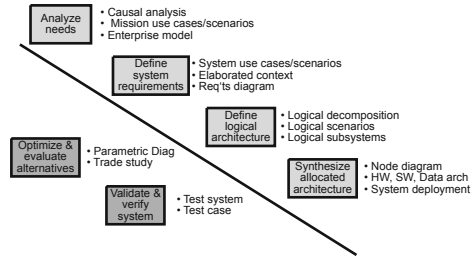 Analyze
needs
• Causal analysis
• Mission use cases/scenarios
• Enterprise model
Define
system
requirements
• System use cases/scenarios
• Elaborated context
• Req'ts diagram
Define
logical
architecture
• Logical decomposition
• Logical scenarios
• Logical subsystems
Optimize &
evaluate
alternatives
• Parametric Diag
• Trade study
Synthesize
allocated
architecture
• Node diagram
• HW, SW, Data arch
• System deployment
Validate &
verify
system
• Test system
• Test case